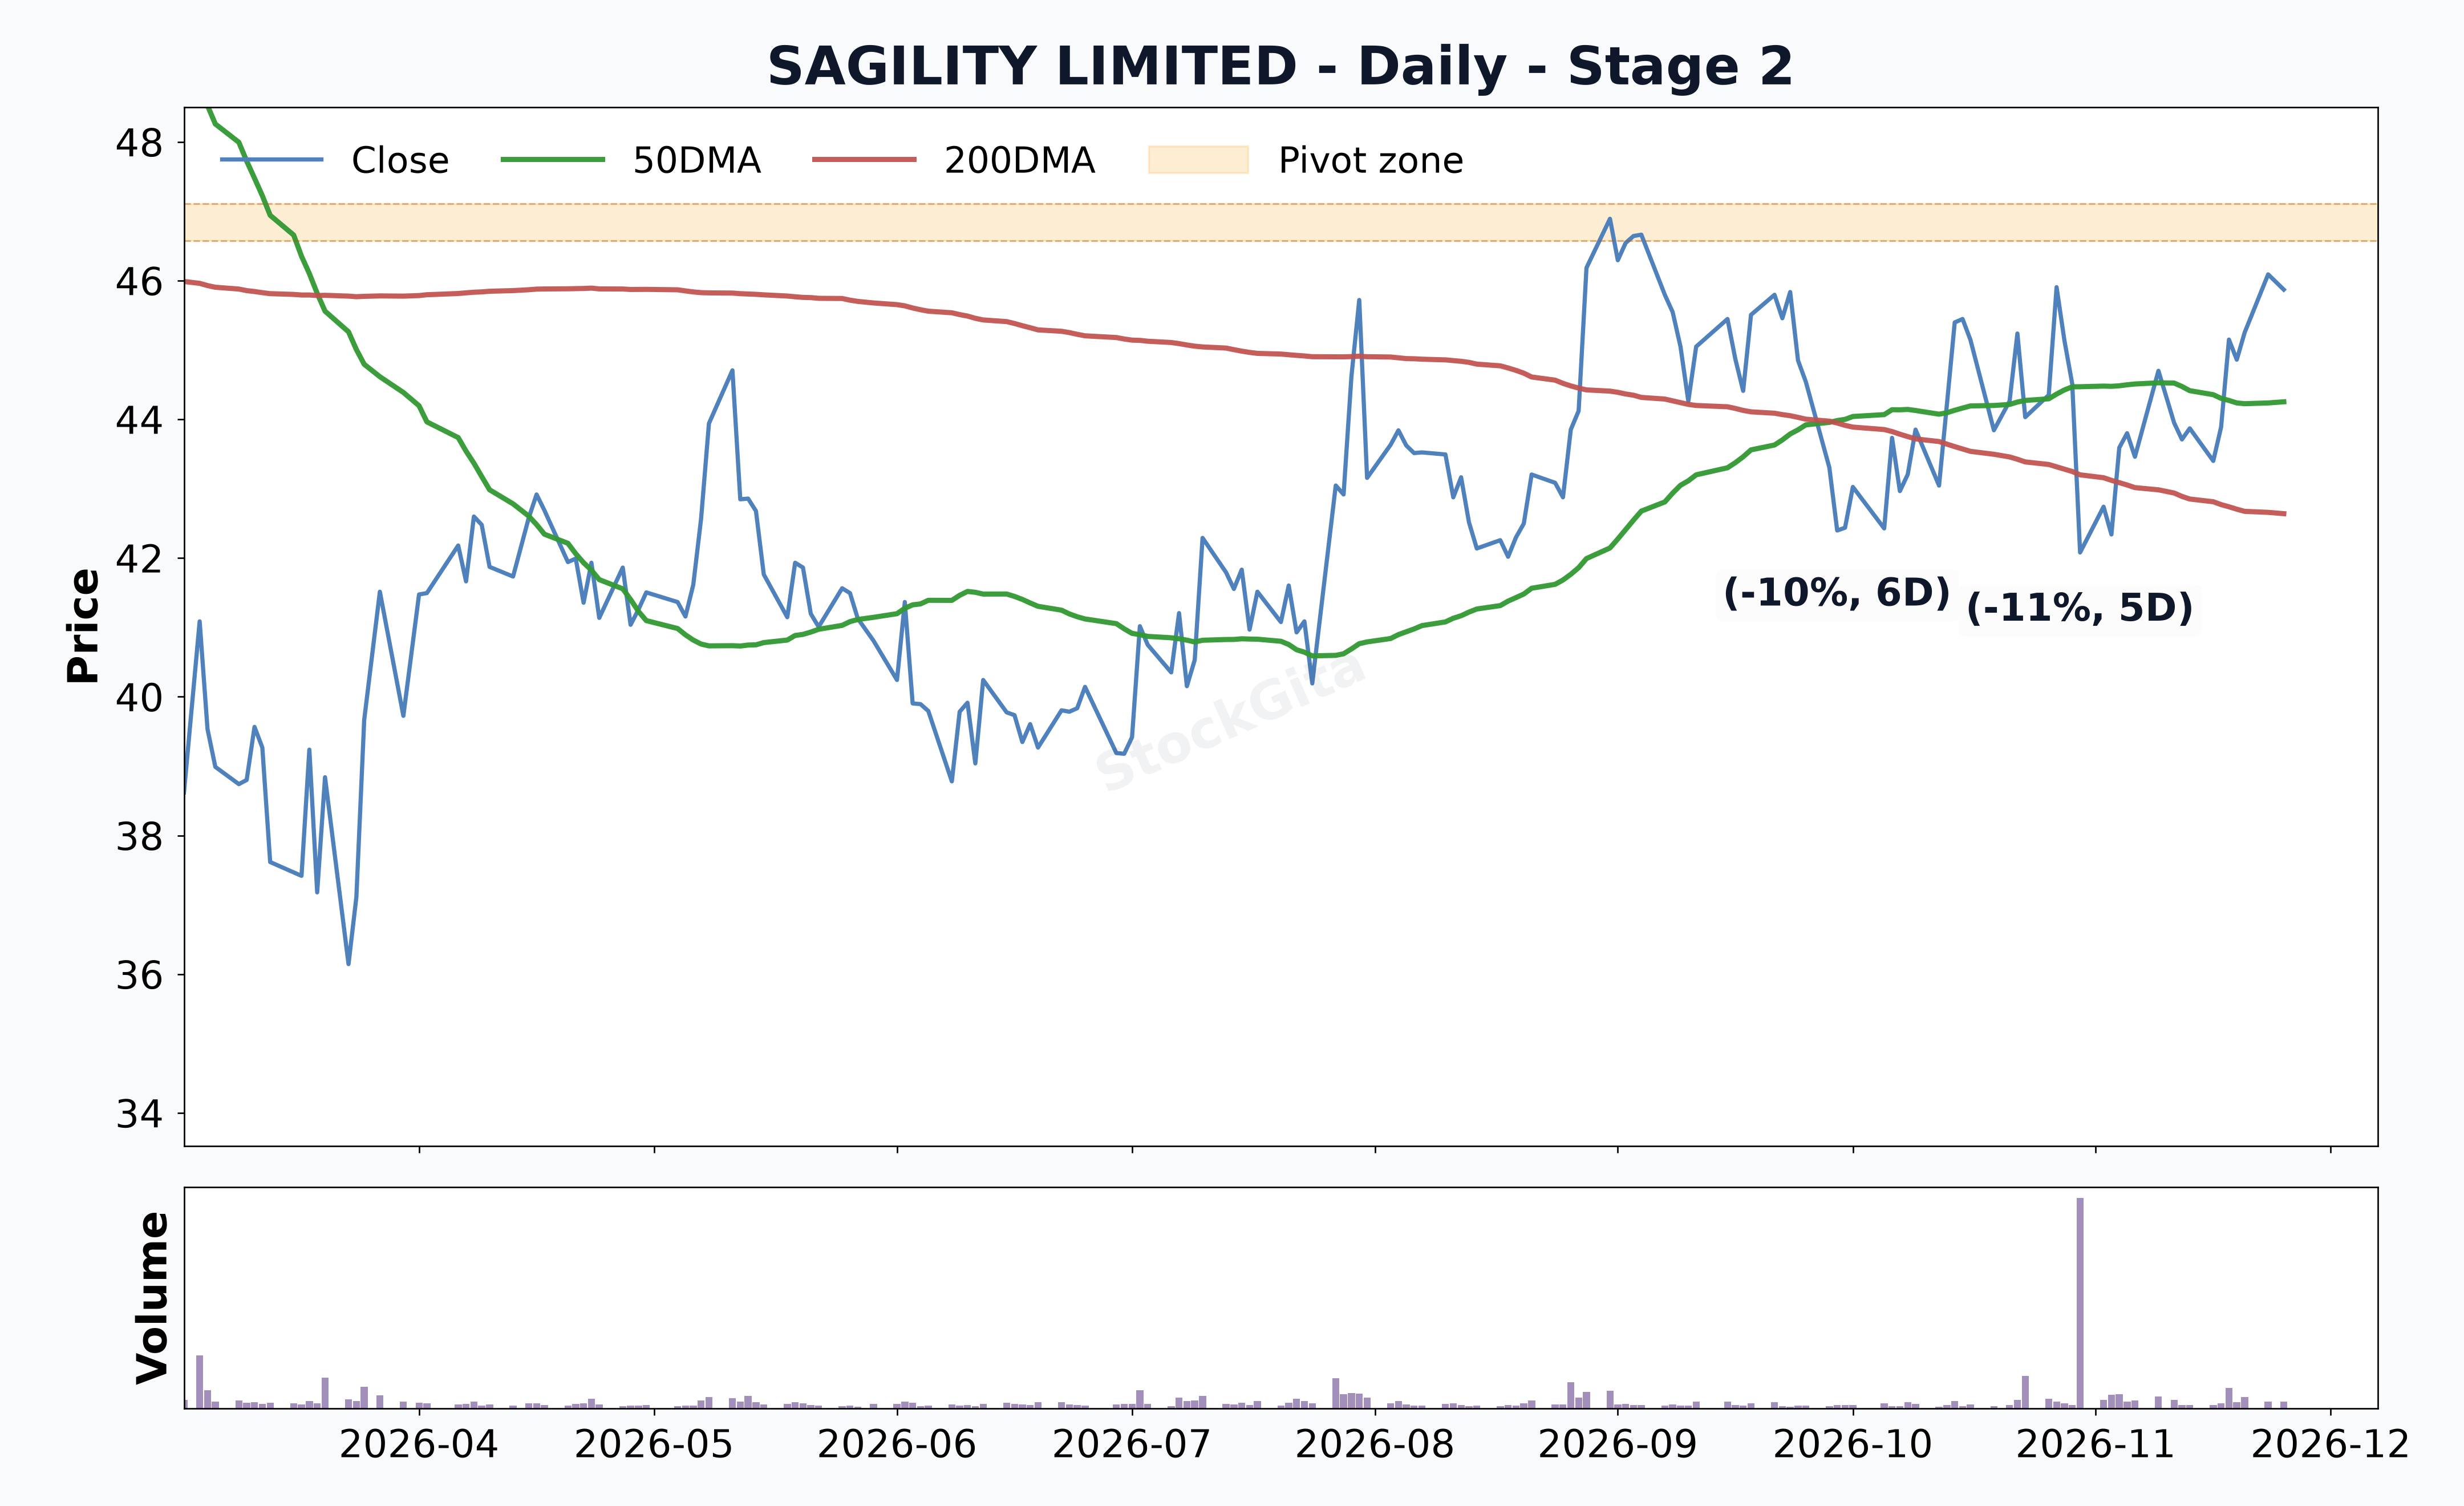 SAGILITY LIMITED - Daily - Stage 2
Close 50DMA 200DMA Pivot zone
48
46
44
42
40
38
36
34
Price
(-10%, 6D)
(-11%, 5D)
StockGita
Volume
2026-04 2026-05 2026-06 2026-07 2026-08 2026-09 2026-10 2026-11 2026-12